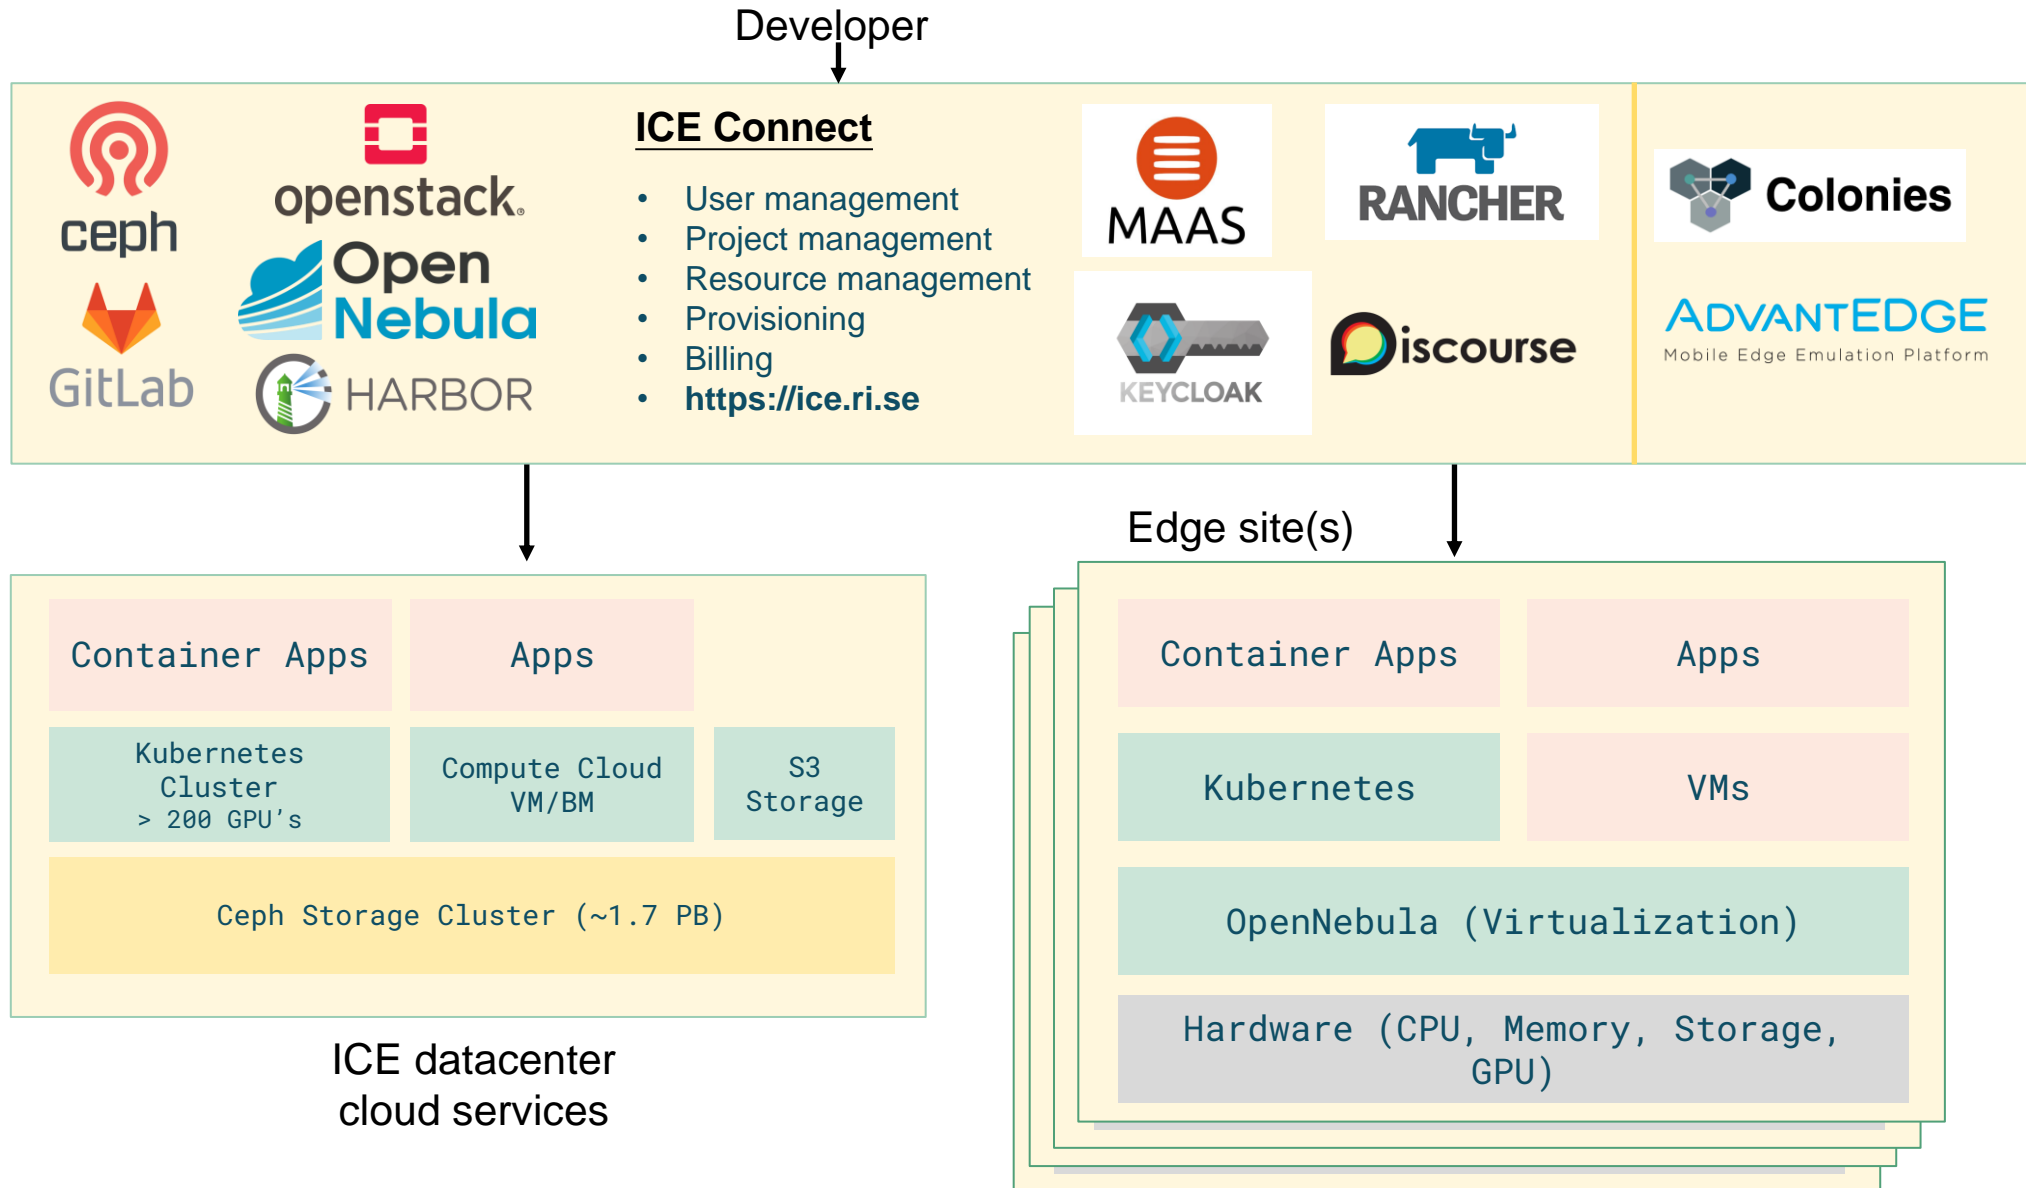 Developer
ceph
openstack.
GitLab
Open
Nebula
HARBOR
ICE Connect
• User management
• Project management
• Resource management
• Provisioning
• Billing
• https://ice.ri.se
MAAS
RANCHER
KEYCLOAK
Discourse
Colonies
ADVANTEDGE
Mobile Edge Emulation Platform
Container Apps
Apps
Kubernetes
Cluster
> 200 GPU’s
Compute Cloud
VM/BM
S3
Storage
Ceph Storage Cluster (~1.7 PB)
ICE datacenter
cloud services
Edge site(s)
Container Apps
Apps
Kubernetes
VMs
OpenNebula (Virtualization)
Hardware (CPU, Memory, Storage,
GPU)